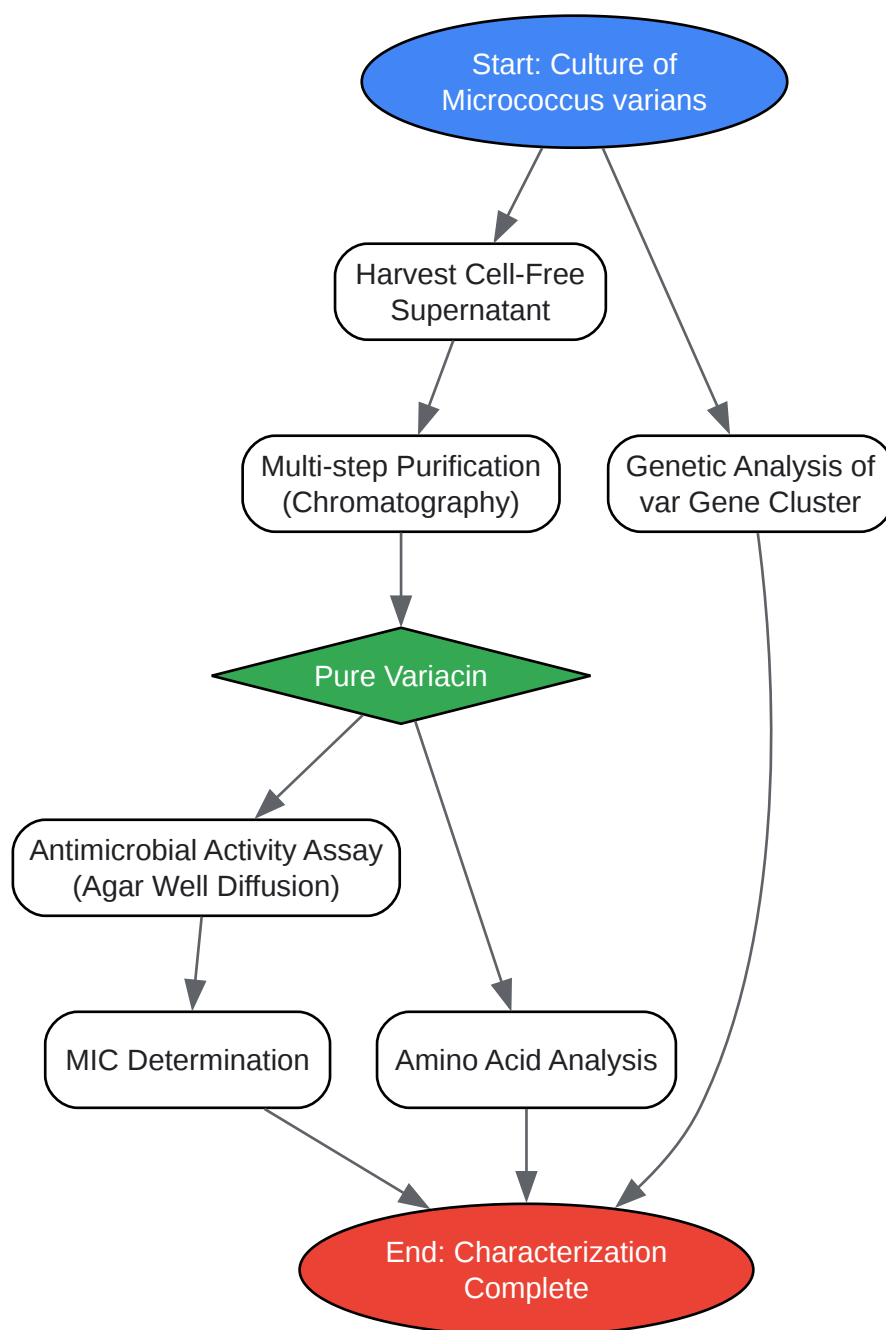 Start: Culture of
Micrococcus varians
Harvest Cell-Free
Supernatant
Multi-step Purification
(Chromatography)
Genetic Analysis of
var Gene Cluster
Pure Variacin
Antimicrobial Activity Assay
(Agar Well Diffusion)
MIC Determination
Amino Acid Analysis
End: Characterization
Complete